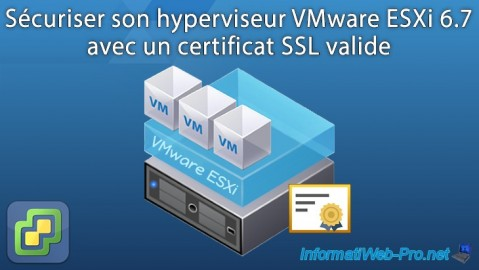 Sécuriser son hyperviseur VMware ESXi 6.7
avec un certificat SSL valide
VM
VM
VM
VMware ESXi
InformatiWeb-Pro.net